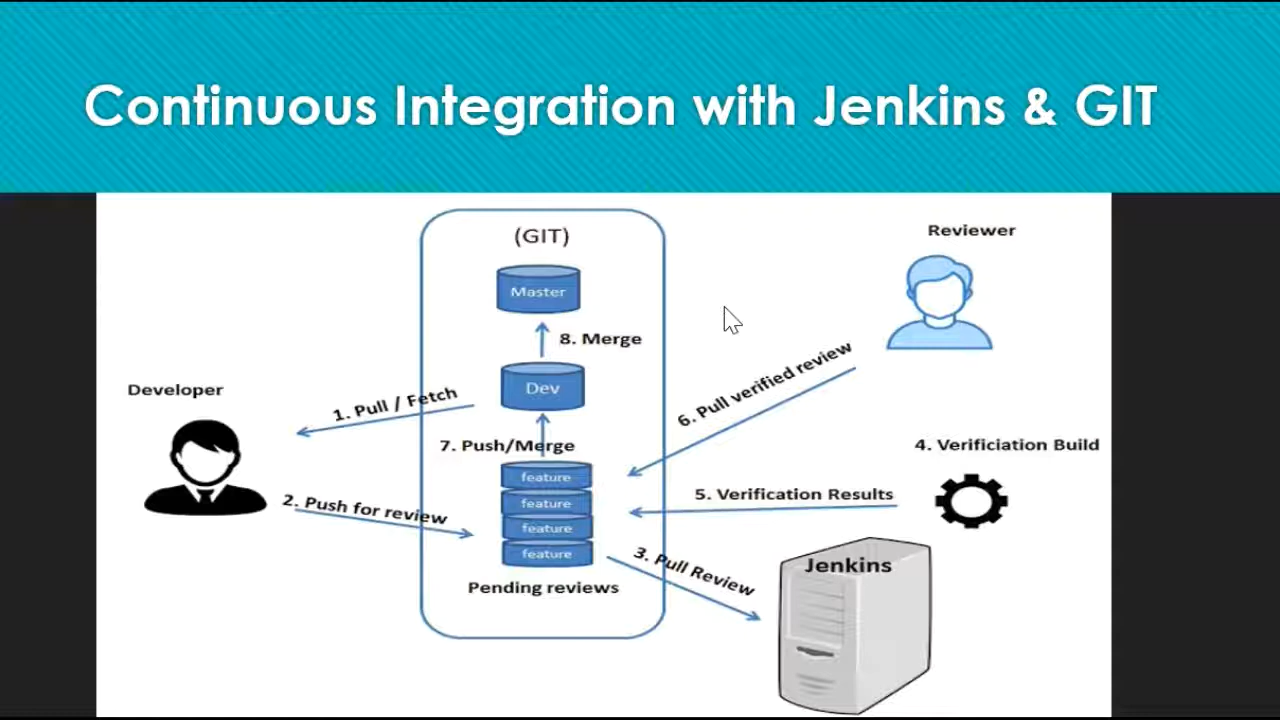 Continuous Integration with Jenkins & GIT
(GIT)
Reviewer
Master
8. Merge
Developer
Dev
1. Pull / Fetch
6. Pull verified review
7. Push/Merge
4. Verificiation Build
feature
5. Verification Results
feature
2. Push for review
feature
feature
3. Pull Review
Jenkins
Pending reviews